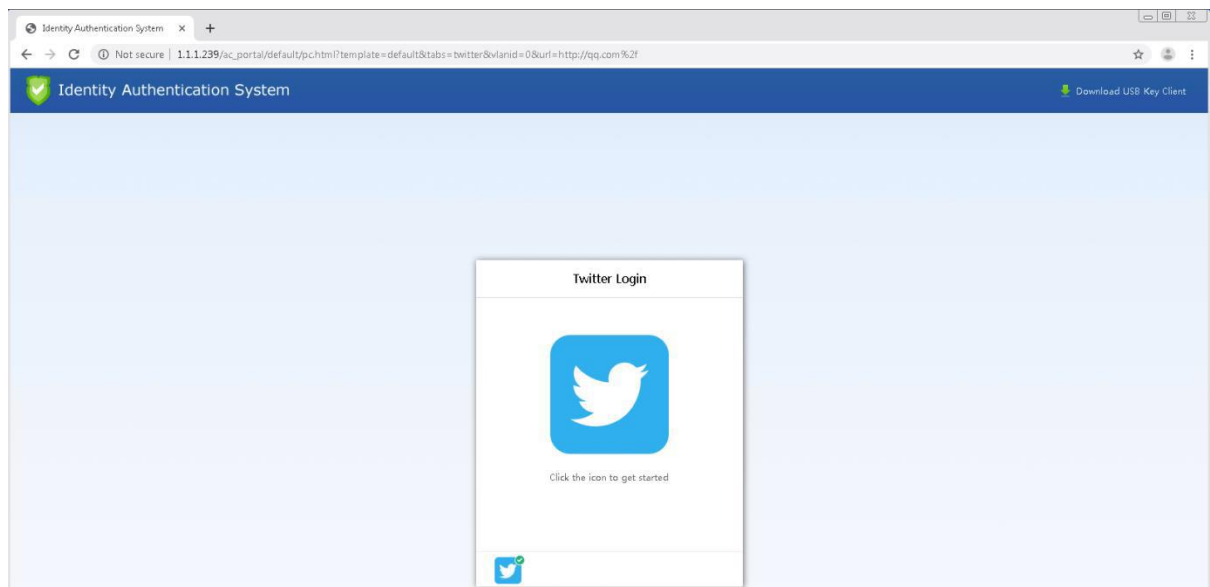 Identity Authentication System
Not secure | 1.1.1.239/ac_portal/default/pc.html?template=default&tabs=twitter&vlanid=0&url=http://qq.com%2f
Identity Authentication System
Download USB Key Client
Twitter Login
Click the icon to get started